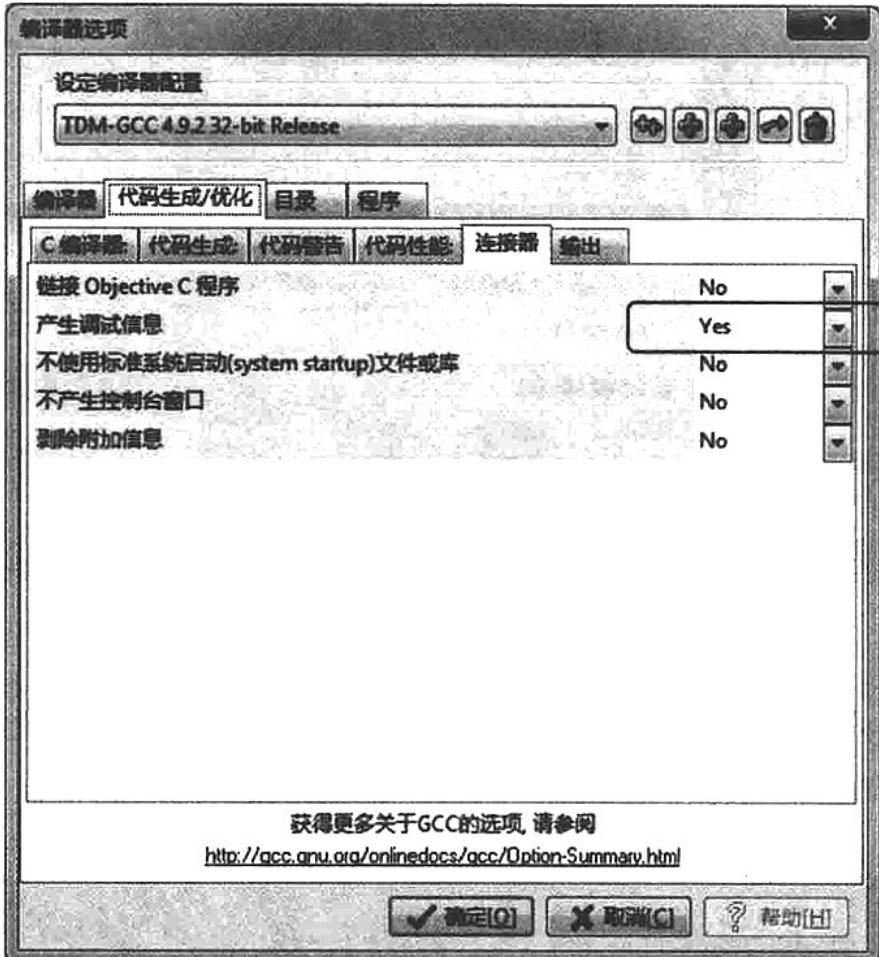 编译器选项
设定编译器配置
TDM-GCC 4.9.2 32-bit Release
编译器 代码生成/优化 目录 程序
C 编译器: 代码生成: 代码警告 代码性能: 连接器 输出
链接 Objective C 程序 No
产生调试信息 Yes
不使用标准系统启动(system startup)文件或库 No
不产生控制台窗口 No
剥除附加信息 No
获得更多关于GCC的选项, 请参阅
http://gcc.gnu.org/onlinedocs/gcc/Option-Summary.html
确定[O] 取消[C] 帮助[H]